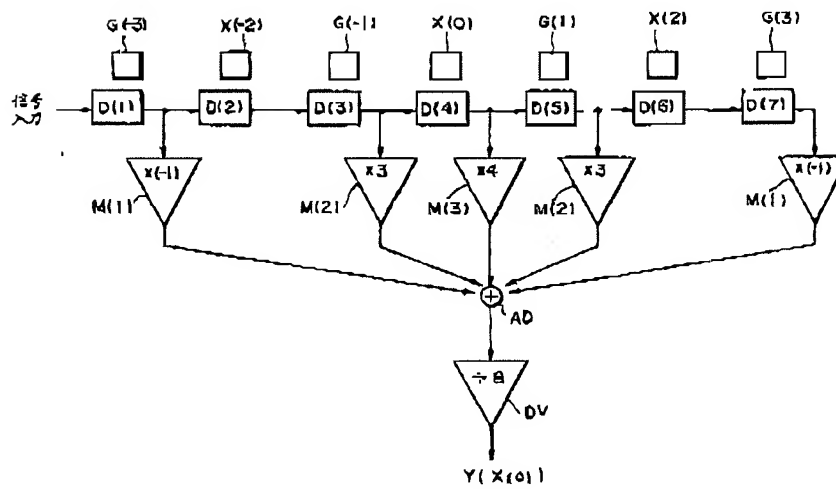 G(-3) X(-2) G(-1) X(0) G(1) X(2) G(3)
信号
入力
D(1) D(2) D(3) D(4) D(5) D(6) D(7)
X(-1) X3 X4 X3 X(-1)
M(1) M(2) M(3) M(2) M(1)
+
AD
÷8
DV
Y(X(0))